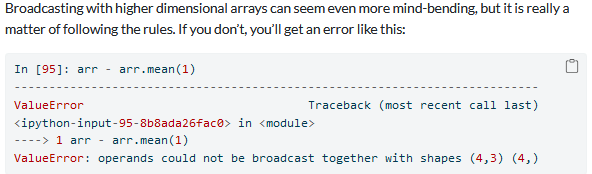 Broadcasting with higher dimensional arrays can seem even more mind-bending, but it is really a
matter of following the rules. If you don’t, you’ll get an error like this:
In [95]: arr - arr.mean(1)
---------------------------------------------------------------------------
ValueError                                Traceback (most recent call last)
<ipython-input-95-8b8ada26fac0> in <module>
----> 1 arr - arr.mean(1)
ValueError: operands could not be broadcast together with shapes (4,3) (4,)